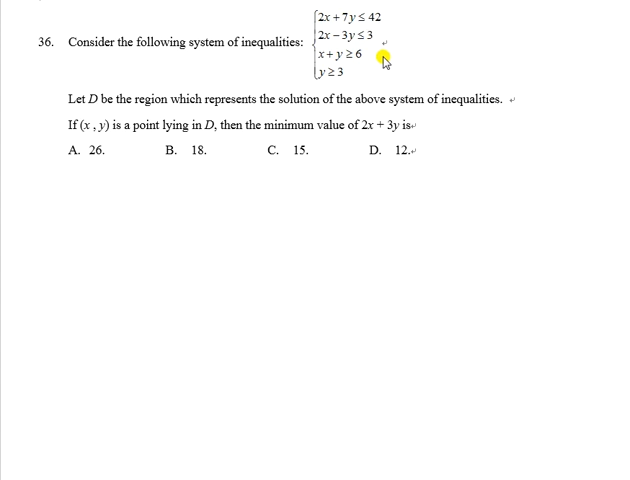 36. Consider the following system of inequalities: { 2x + 7y ≤ 42
2x − 3y ≤ 3
x + y ≥ 6
y ≥ 3
Let D be the region which represents the solution of the above system of inequalities.
If (x , y) is a point lying in D, then the minimum value of 2x + 3y is
A. 26. B. 18. C. 15. D. 12.